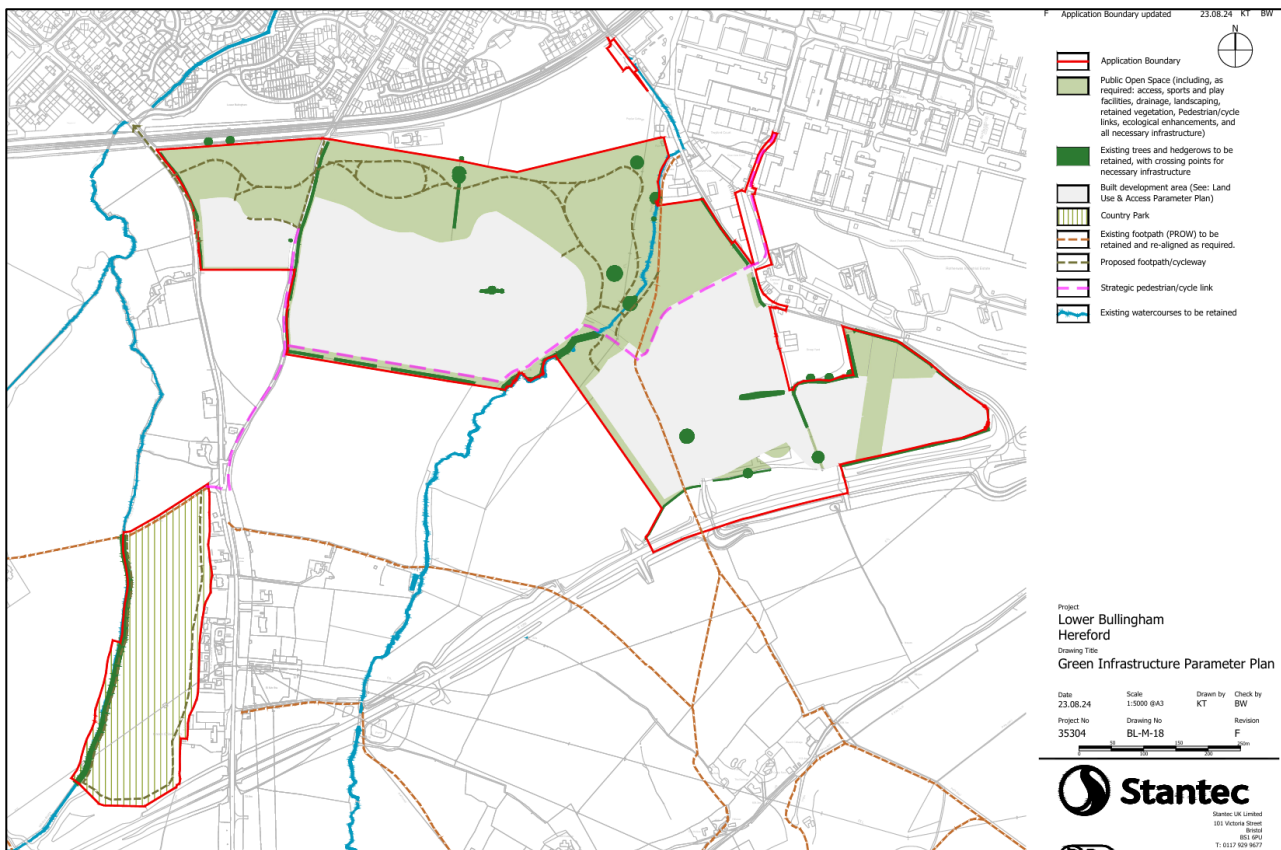 F Application Boundary updated 23.08.24 KT BW
N
Application Boundary
Public Open Space (including, as
required: access, sports and play
facilities, drainage, landscaping,
retained vegetation, Pedestrian/cycle
links, ecological enhancements, and
all necessary infrastructure)
Existing trees and hedgerows to be
retained, with crossing points for
necessary infrastructure
Built development area (See: Land
Use & Access Parameter Plan)
Country Park
Existing footpath (PROW) to be
retained and re-aligned as required.
Proposed footpath/cycleway
Strategic pedestrian/cycle link
Existing watercourses to be retained
Project
Lower Bullingham
Hereford
Drawing Title
Green Infrastructure Parameter Plan
Date Scale Drawn by Check by
23.08.24 1:5000 @A3 KT BW
Project No Drawing No Revision
35304 BL-M-18 F
50 150 250m
0 100 200
Stantec
Stantec UK Limited
101 Victoria Street
Bristol
BS1 6PU
T: 0117 929 9677